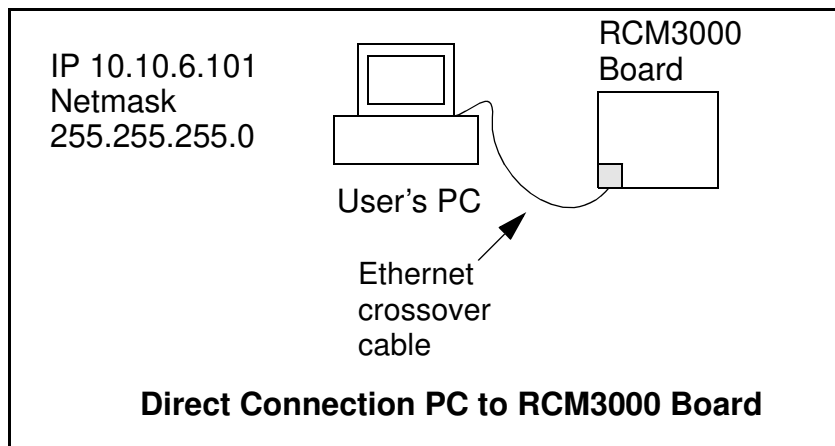 IP 10.10.6.101
Netmask
255.255.255.0
RCM3000
Board
User's PC
Ethernet
crossover
cable
Direct Connection PC to RCM3000 Board